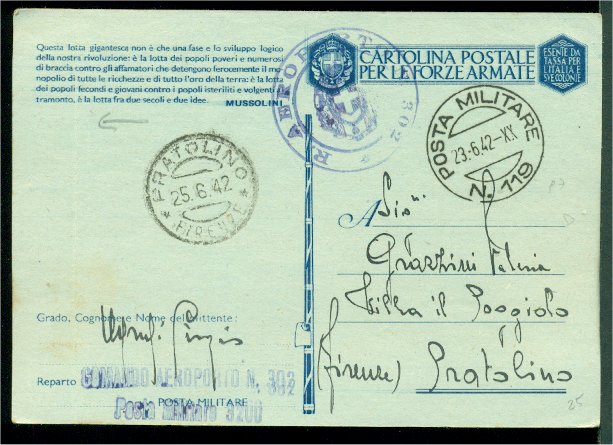 Questa lotta gigantesca non è che una fase e lo sviluppo logico
della nostra rivoluzione: è la lotta dei popoli poveri e numerosi
di braccia contro gli affamatori che detengono ferocemente il mo-
nopolio di tutte le ricchezze e di tutto l'oro della terra: è la lotta
dei popoli fecondi e giovani contro i popoli isteriliti e volgenti al
tramonto, è la lotta fra due secoli e due idee. MUSSOLINI
R. AEROPORTO 302
CARTOLINA POSTALE
PER LE FORZE ARMATE
ESENTE DA
TASSA PER
L'ITALIA E
SVE COLONIE
POSTA MILITARE
23.6.42-XX
N. 119
PRATOLINO
25.6.42
* FIRENZE *
A
Grazzini
Villa il Poggiolo
(Firenze) Pratolino
Grado, Cognome e Nome del Mittente:
Reparto COMANDO AEROPORTO N. 302
POSTA MILITARE
Posta Militare 3200